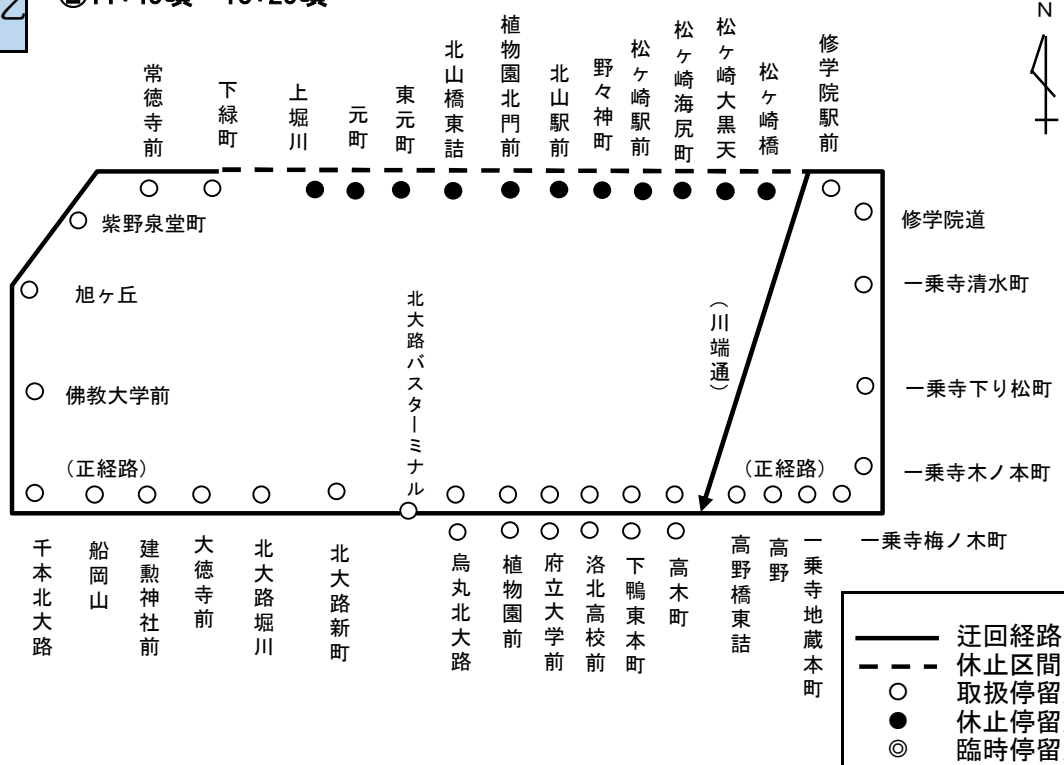 乙
N
常徳寺前
下緑町
上堀川
元町
東元町
北山橋東詰
植物園北門前
北山駅前
野々神町
松ヶ崎駅前
松ヶ崎海尻町
松ヶ崎大黒天
松ヶ崎橋
修学院駅前
紫野泉堂町
修学院道
旭ヶ丘
一乗寺清水町
北大路バスターミナル
(川端通)
佛教大学前
一乗寺下り松町
(正経路)
(正経路)
一乗寺木ノ本町
一乗寺梅ノ木町
千本北大路
船岡山
建勲神社前
大徳寺前
北大路堀川
北大路新町
烏丸北大路
植物園前
府立大学前
洛北高校前
下鴨東本町
高木町
高野橋東詰
高野
一乗寺地蔵本町
迂回経路
休止区間
取扱停留
休止停留
臨時停留